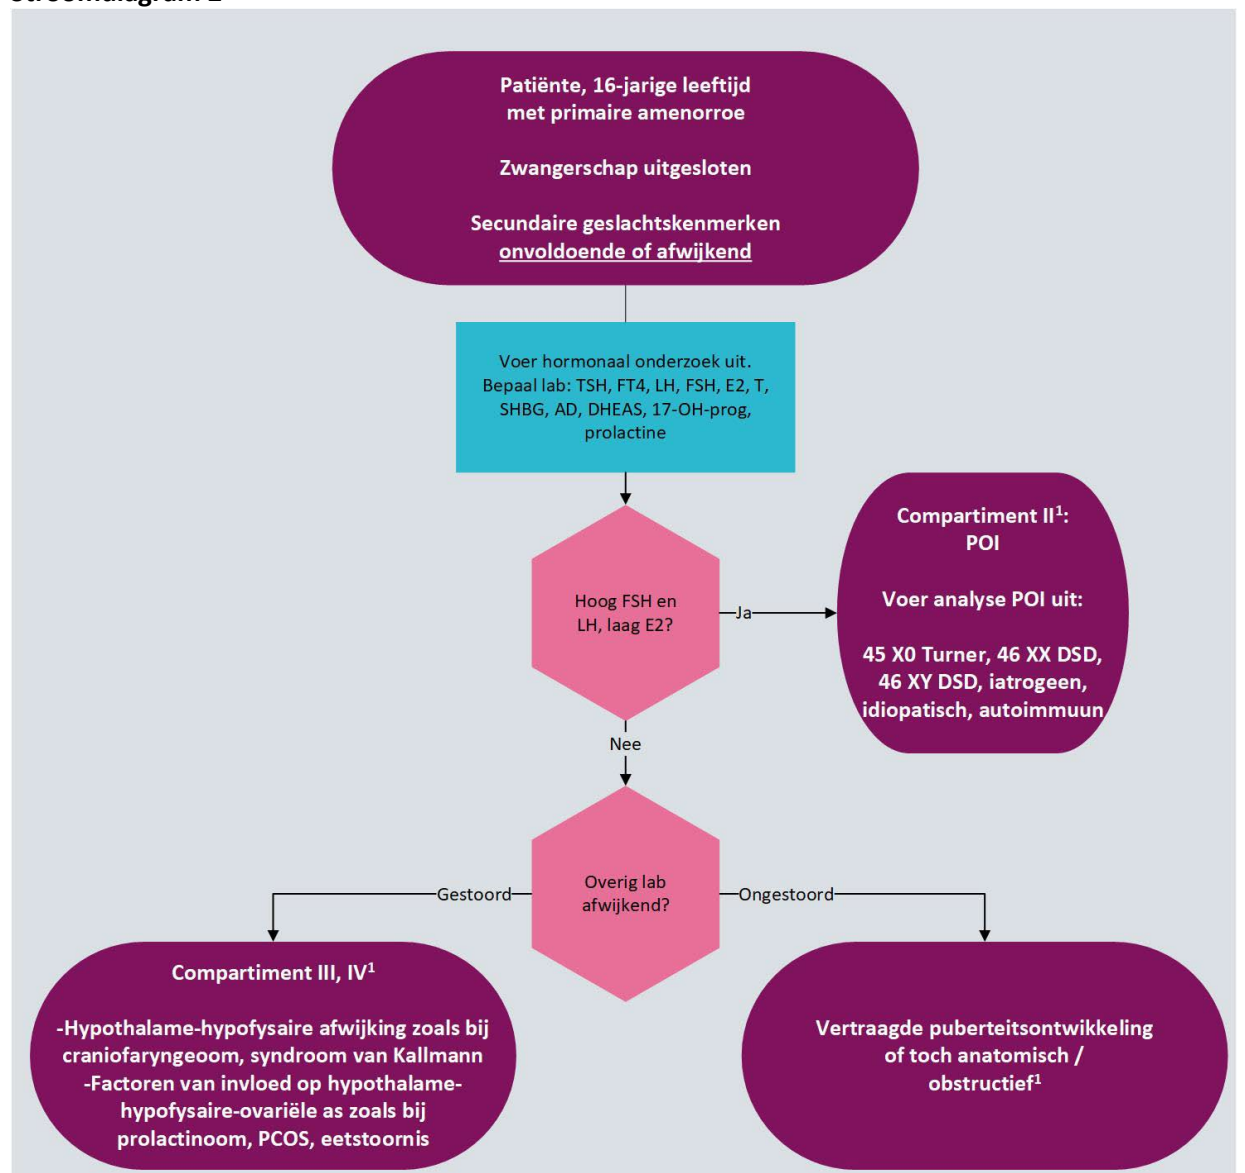 Patiënte, 16-jarige leeftijd
met primaire amenorroe
Zwangerschap uitgesloten
Secundaire geslachtskenmerken
onvoldoende of afwijkend
Voer hormonaal onderzoek uit.
Bepaal lab: TSH, FT4, LH, FSH, E2, T,
SHBG, AD, DHEAS, 17-OH-prog,
prolactine
Hoog FSH en
LH, laag E2?
Ja
Compartiment II¹:
POI
Voer analyse POI uit:
45 X0 Turner, 46 XX DSD,
46 XY DSD, iatrogeen,
idiopatisch, autoimmuun
Nee
Overig lab
afwijkend?
Gestoord
Ongestoord
Compartiment III, IV¹
-Hypothalame-hypofysaire afwijking zoals bij
craniofaryngeoom, syndroom van Kallmann
-Factoren van invloed op hypothalame-
hypofysaire-ovariële as zoals bij
prolactinoom, PCOS, eetstoornis
Vertraagde puberteitsontwikkeling
of toch anatomisch /
obstructief¹